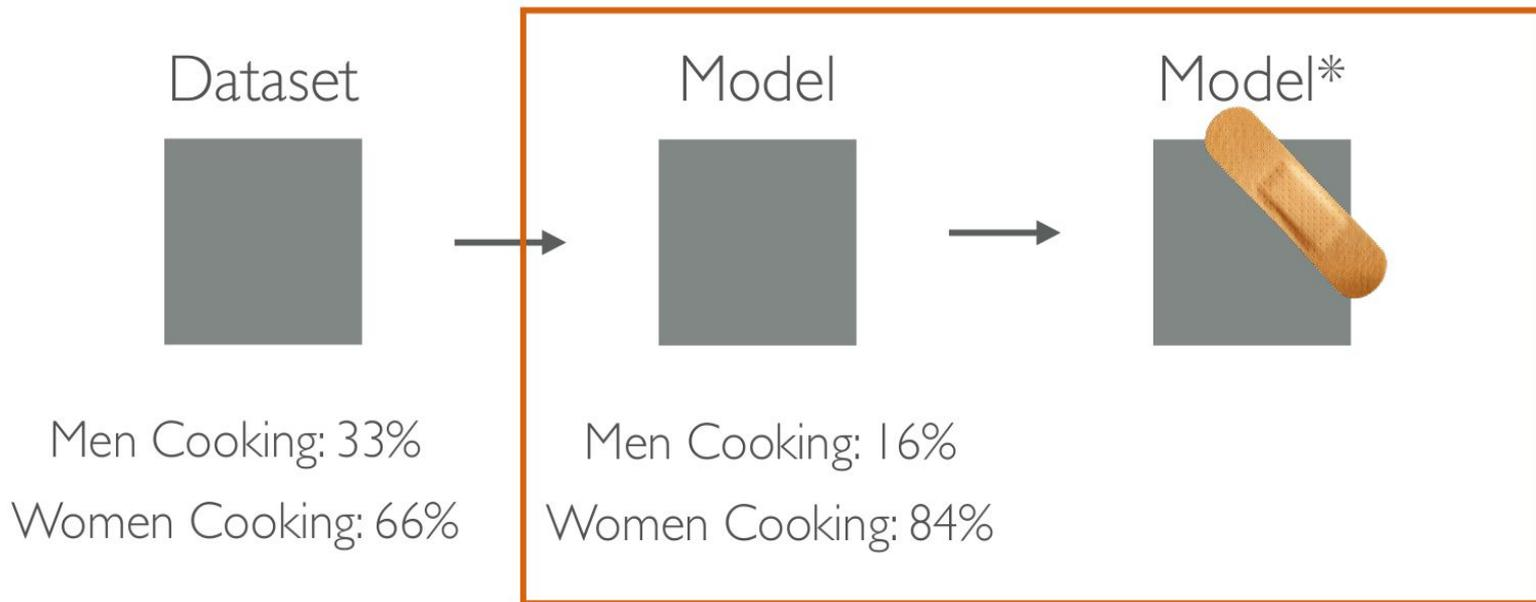 Dataset
Model
Model*
Men Cooking: 33%
Women Cooking: 66%
Men Cooking: 16%
Women Cooking: 84%